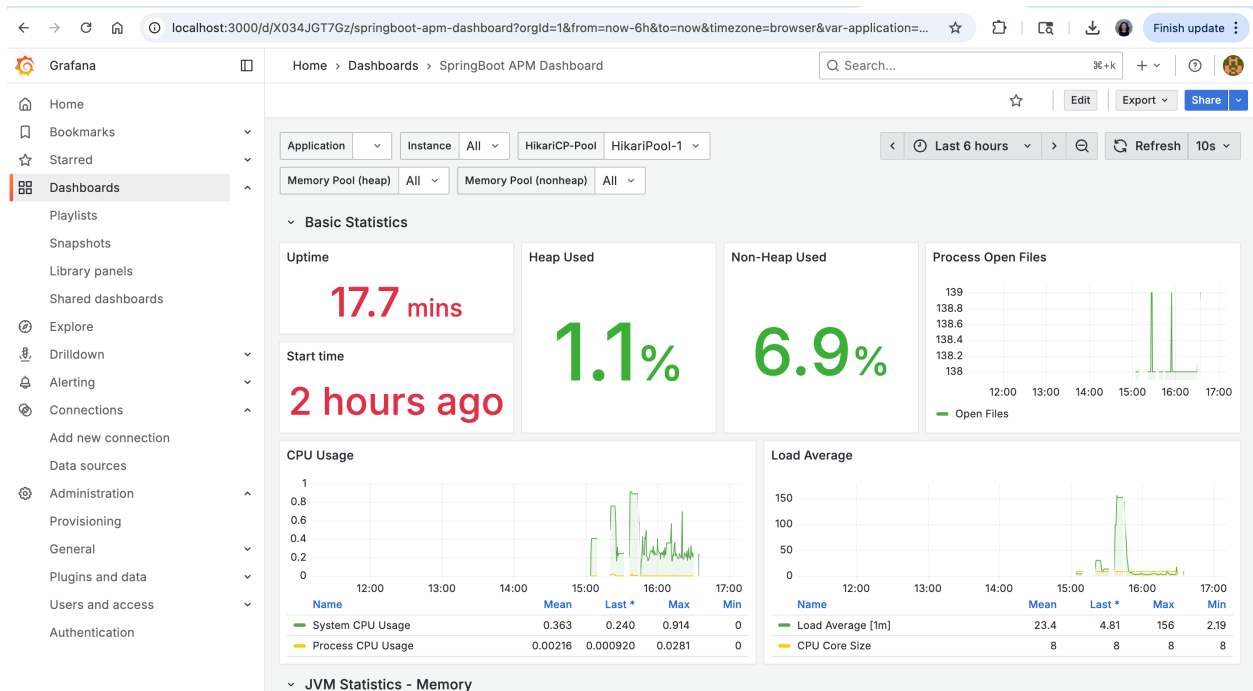 localhost:3000/d/X034JGT7Gz/springboot-apm-dashboard?orgId=1&from=now-6h&to=now&timezone=browser&var-application=...
Finish update
Grafana
Home › Dashboards › SpringBoot APM Dashboard
Search...
⌘+k
Edit
Export
Share
Home
Bookmarks
Starred
Dashboards
Playlists
Snapshots
Library panels
Shared dashboards
Explore
Drilldown
Alerting
Connections
Add new connection
Data sources
Administration
Provisioning
General
Plugins and data
Users and access
Authentication
Application
Instance All
HikariCP-Pool HikariPool-1
Last 6 hours
Refresh 10s
Memory Pool (heap) All
Memory Pool (nonheap) All
Basic Statistics
Uptime
17.7 mins
Start time
2 hours ago
Heap Used
1.1%
Non-Heap Used
6.9%
Process Open Files
139
138.8
138.6
138.4
138.2
138
12:00 13:00 14:00 15:00 16:00 17:00
Open Files
CPU Usage
1
0.8
0.6
0.4
0.2
0
12:00 13:00 14:00 15:00 16:00 17:00
Name Mean Last * Max Min
System CPU Usage 0.363 0.240 0.914 0
Process CPU Usage 0.00216 0.000920 0.0281 0
Load Average
150
100
50
0
12:00 13:00 14:00 15:00 16:00 17:00
Name Mean Last * Max Min
Load Average [1m] 23.4 4.81 156 2.19
CPU Core Size 8 8 8 8
JVM Statistics - Memory